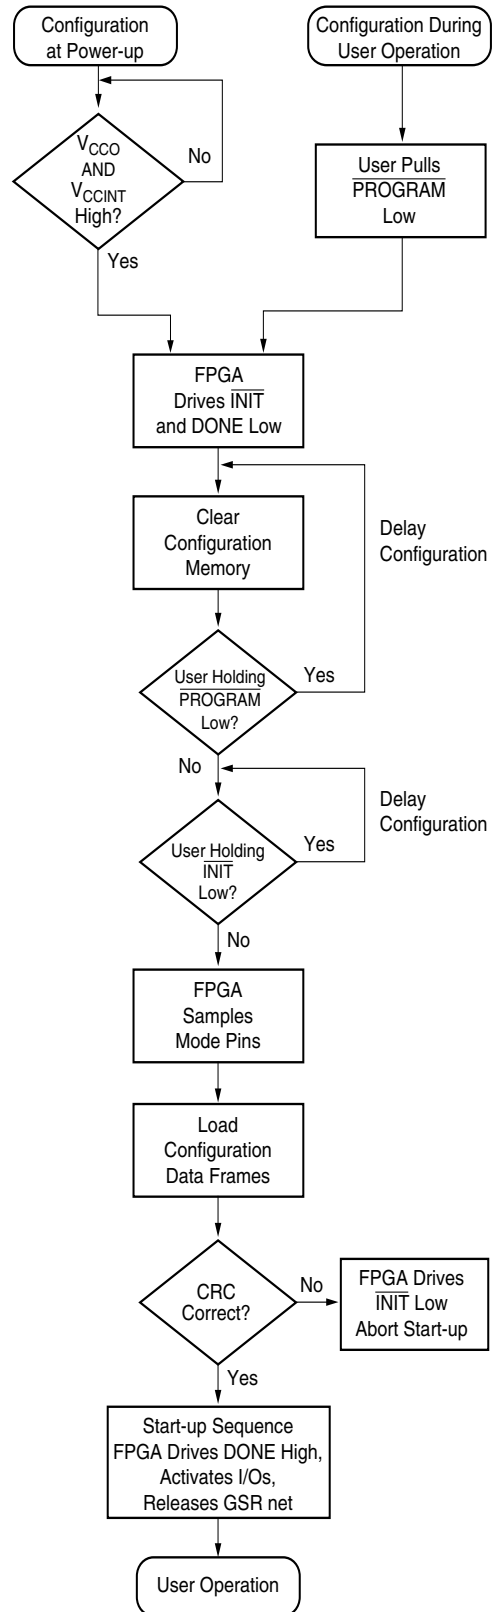 Configuration
at Power-up
Configuration During
User Operation
VCCO
AND
VCCINT
High?
No
Yes
User Pulls
PROGRAM
Low
FPGA
Drives INIT
and DONE Low
Clear
Configuration
Memory
Delay
Configuration
User Holding
PROGRAM
Low?
Yes
No
Delay
Configuration
User Holding
INIT
Low?
Yes
No
FPGA
Samples
Mode Pins
Load
Configuration
Data Frames
CRC
Correct?
No
FPGA Drives
INIT Low
Abort Start-up
Yes
Start-up Sequence
FPGA Drives DONE High,
Activates I/Os,
Releases GSR net
User Operation